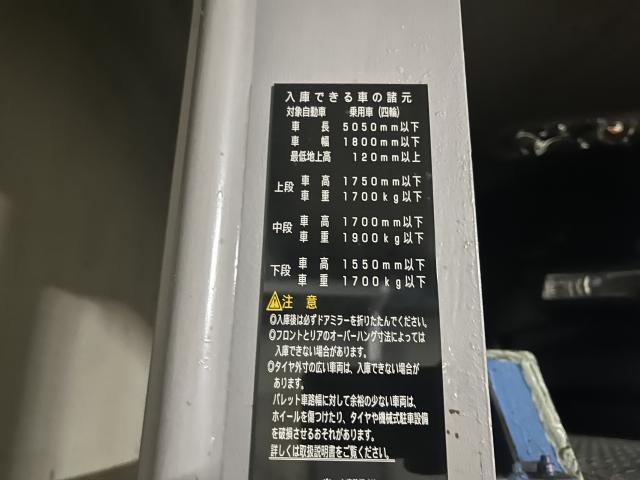 入庫できる車の諸元
対象自動車 乗用車（四輪）
車長 5050mm以下
車幅 1800mm以下
最低地上高 120mm以上
上段 車高 1750mm以下
車重 1700kg以下
中段 車高 1700mm以下
車重 1900kg以下
下段 車高 1550mm以下
車重 1700kg以下
注意
◎入庫後は必ずドアミラーを折りたたんでください。
◎フロントとリアのオーバーハング寸法によっては
入庫できない場合があります。
◎タイヤ外寸の広い車両は、入庫できない場合が
あります。
パレット車路幅に対して余裕の少ない車両は、
ホイールを傷つけたり、タイヤや機械式駐車設備
を破損させるおそれがあります。
詳しくは取扱説明書をご覧ください。